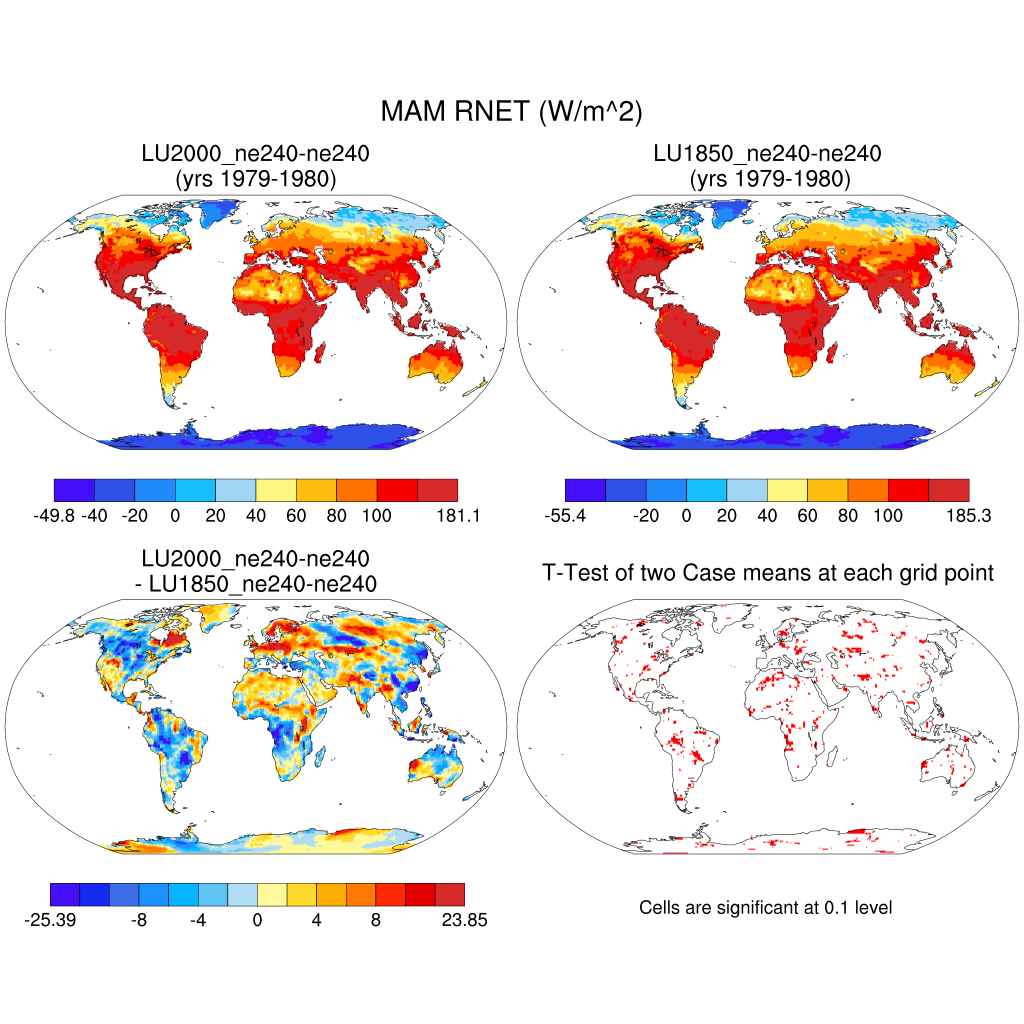 MAM RNET (W/m^2)
LU2000_ne240-ne240
(yrs 1979-1980)
LU1850_ne240-ne240
(yrs 1979-1980)
-49.8 -40 -20 0 20 40 60 80 100 181.1
-55.4 -20 0 20 40 60 80 100 185.3
LU2000_ne240-ne240
- LU1850_ne240-ne240
T-Test of two Case means at each grid point
-25.39 -8 -4 0 4 8 23.85
Cells are significant at 0.1 level